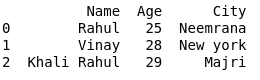 Name Age City
0 Rahul 25 Neemrana
1 Vinay 28 New york
2 Khali Rahul 29 Majri